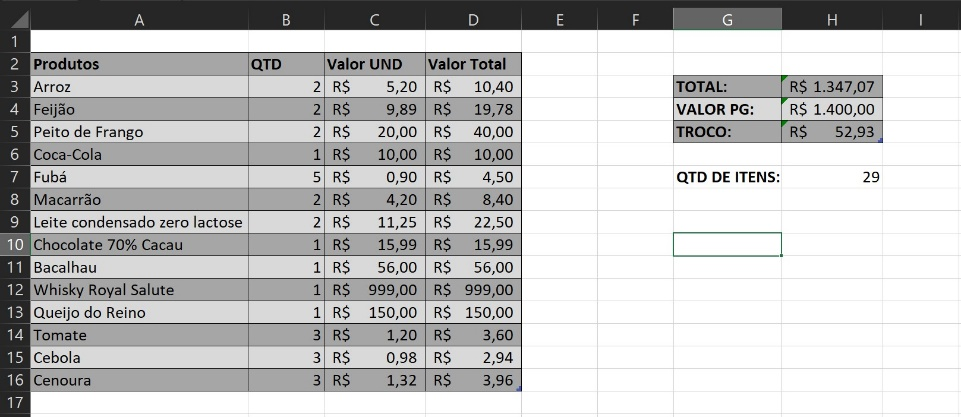 A B C D E F G H I
1
2 Produtos QTD Valor UND Valor Total
3 Arroz 2 R$ 5,20 R$ 10,40 TOTAL: R$ 1.347,07
4 Feijão 2 R$ 9,89 R$ 19,78 VALOR PG: R$ 1.400,00
5 Peito de Frango 2 R$ 20,00 R$ 40,00 TROCO: R$ 52,93
6 Coca-Cola 1 R$ 10,00 R$ 10,00
7 Fubá 5 R$ 0,90 R$ 4,50 QTD DE ITENS: 29
8 Macarrão 2 R$ 4,20 R$ 8,40
9 Leite condensado zero lactose 2 R$ 11,25 R$ 22,50
10 Chocolate 70% Cacau 1 R$ 15,99 R$ 15,99
11 Bacalhau 1 R$ 56,00 R$ 56,00
12 Whisky Royal Salute 1 R$ 999,00 R$ 999,00
13 Queijo do Reino 1 R$ 150,00 R$ 150,00
14 Tomate 3 R$ 1,20 R$ 3,60
15 Cebola 3 R$ 0,98 R$ 2,94
16 Cenoura 3 R$ 1,32 R$ 3,96
17